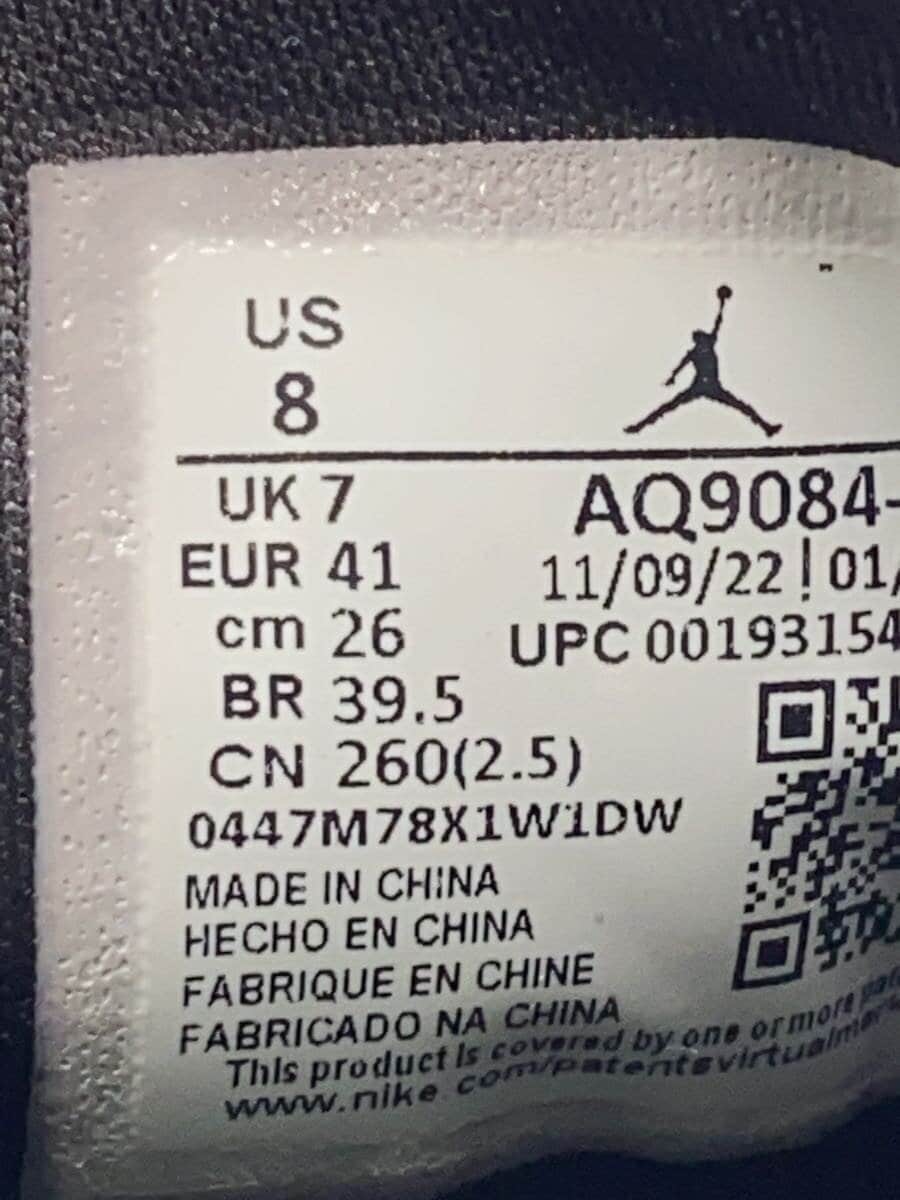 US
8
UK 7
EUR 41
cm 26
BR 39.5
CN 260(2.5)
AQ9084-
11/09/22 ! 01/
UPC 00193154
0447M78X1W1DW
MADE IN CHINA
HECHO EN CHINA
FABRIQUE EN CHINE
FABRICADO NA CHINA
This product is covered by one or more
www.nike com/patents